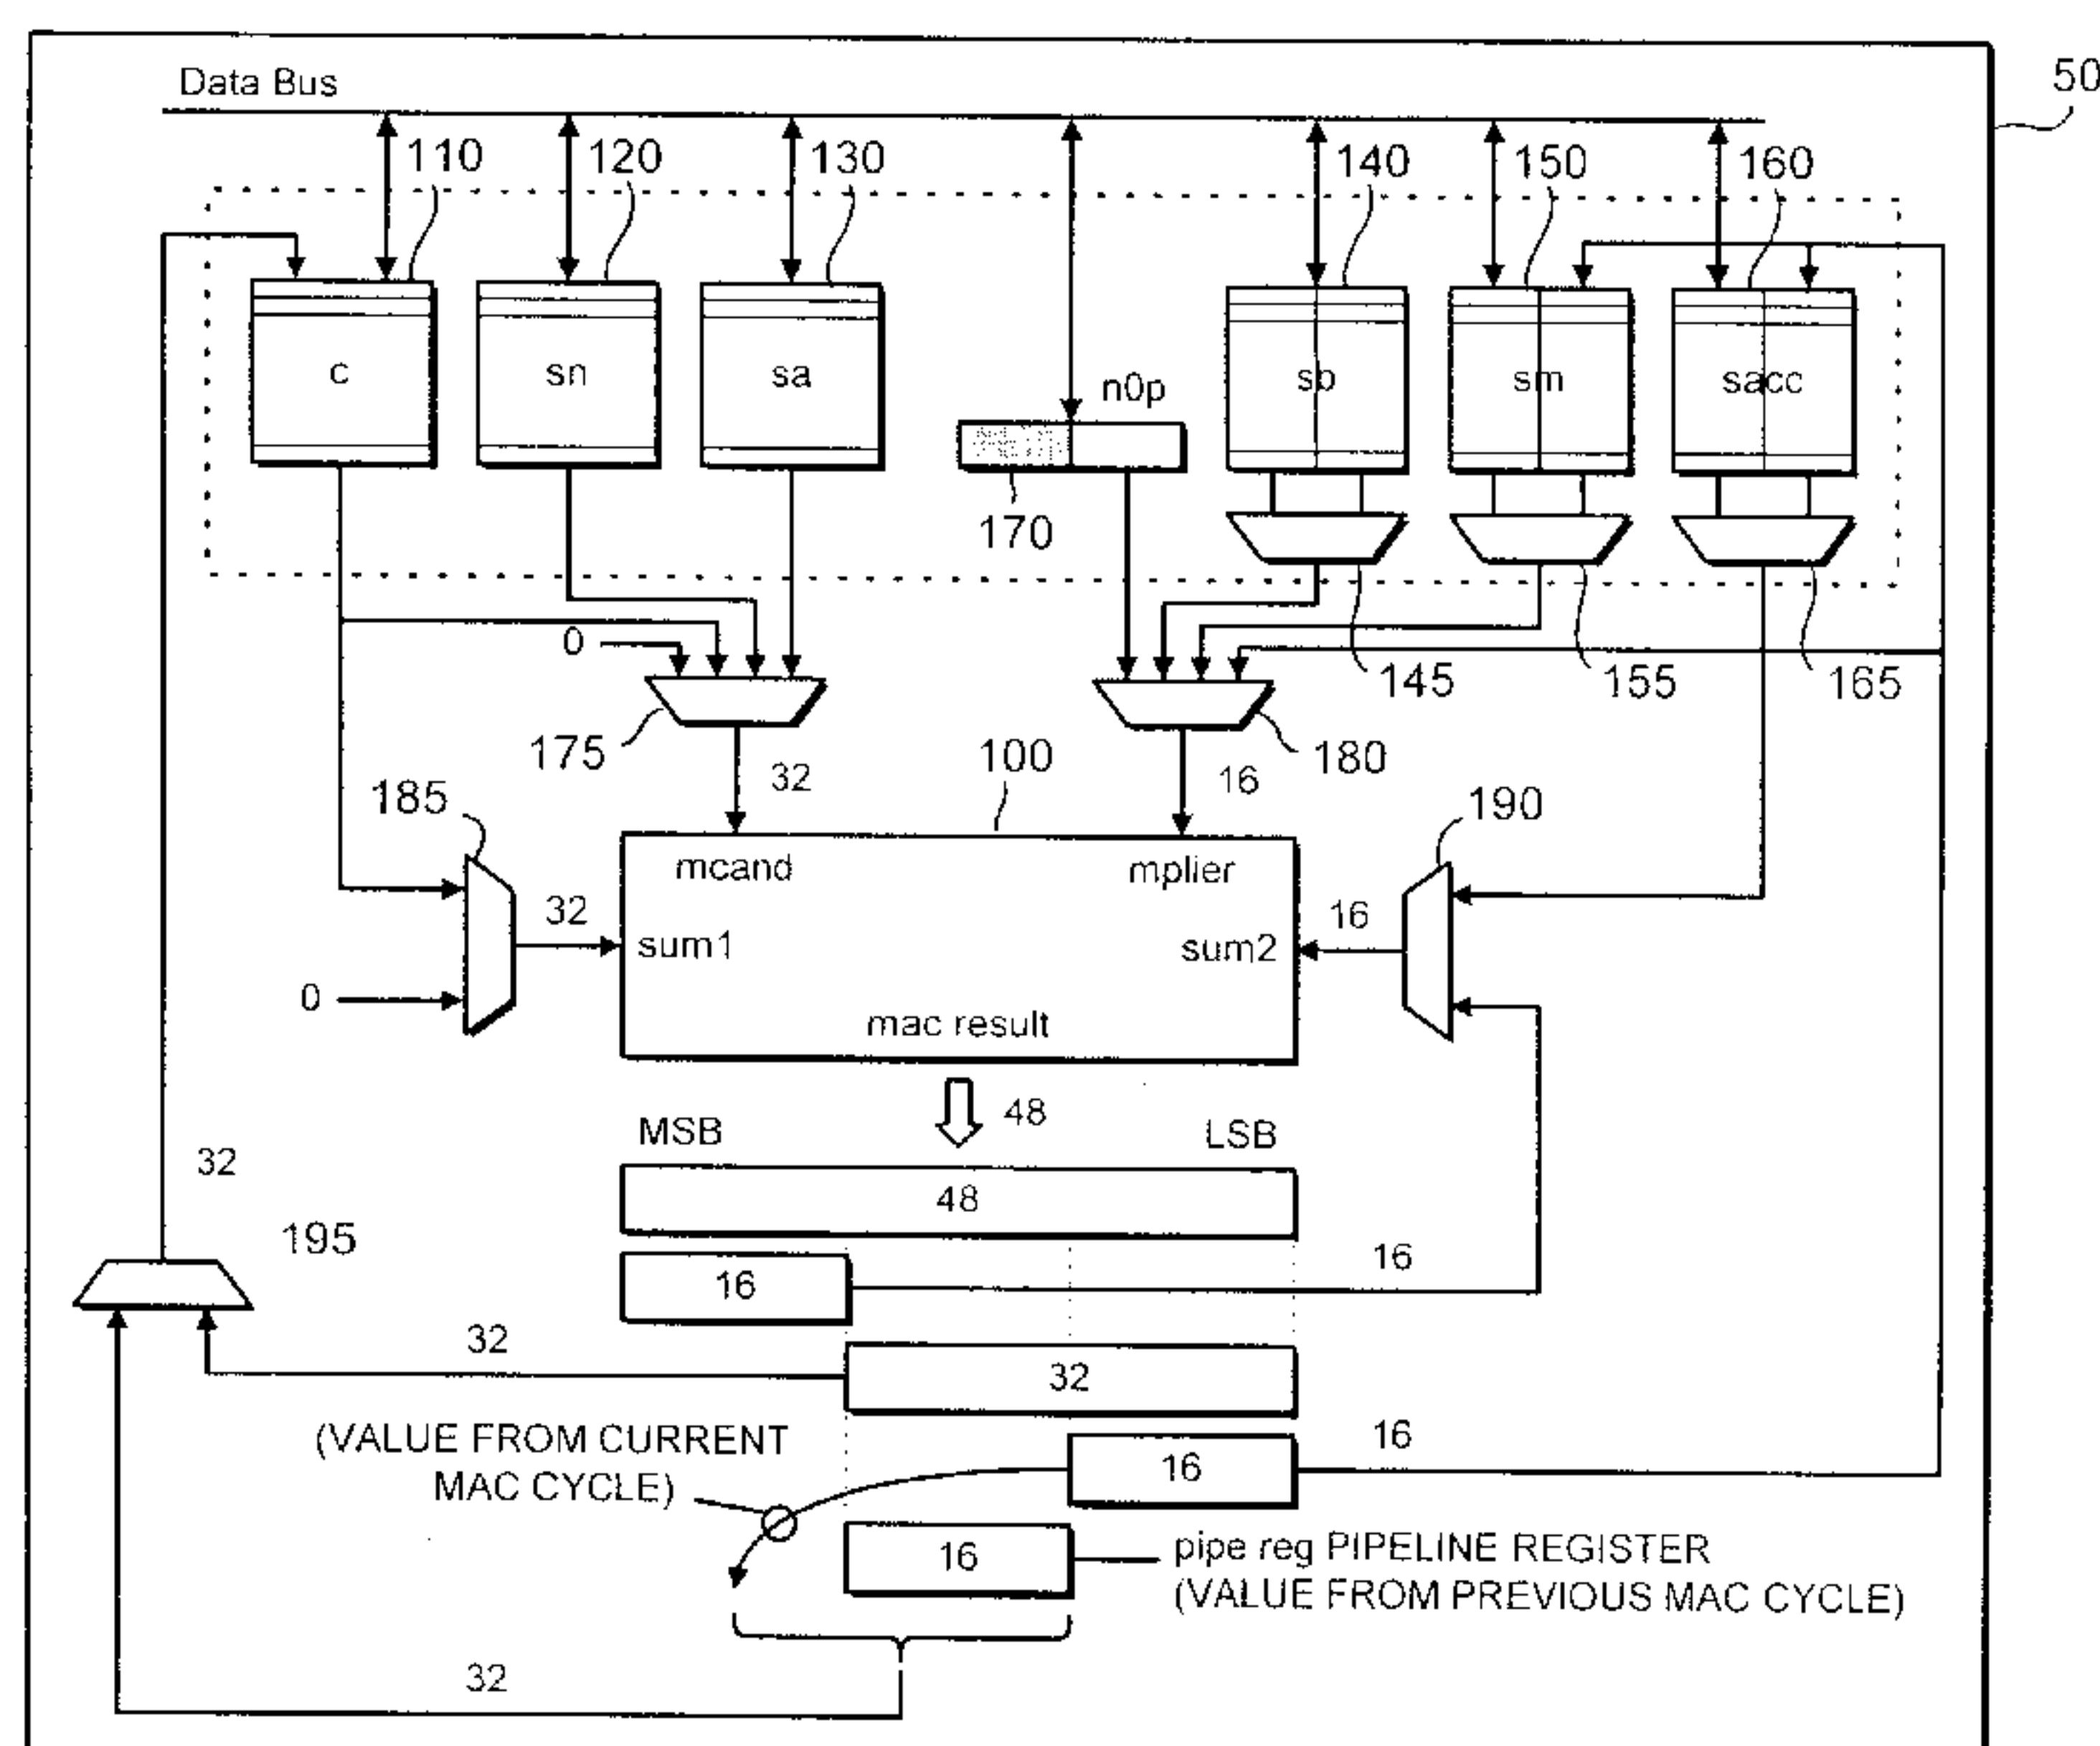 50
Data Bus
110
120
130
140
150
160
c
sn
sa
n0p
sb
sm
sacc
170
0
145
155
165
175
180
32
100
16
185
190
mcand
mplier
32
sum1
sum2
16
0
mac result
48
MSB
LSB
32
48
195
16
16
32
32
(VALUE FROM CURRENT
MAC CYCLE)
16
16
16
pipe reg PIPELINE REGISTER
(VALUE FROM PREVIOUS MAC CYCLE)
32